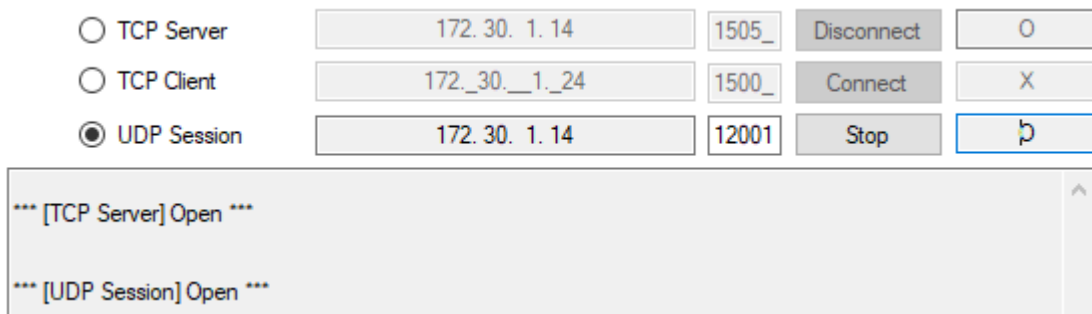 TCP Server 172. 30. 1. 14 1505_ Disconnect O
TCP Client 172._30.__1._24 1500_ Connect X
UDP Session 172. 30. 1. 14 12001 Stop
*** [TCP Server] Open ***
*** [UDP Session] Open ***